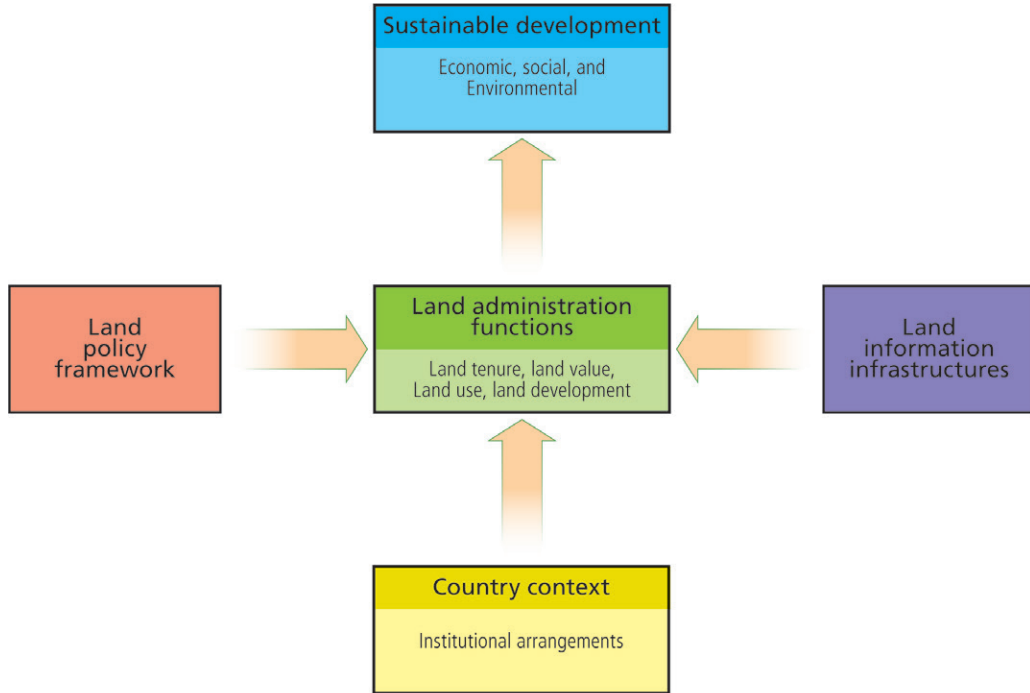 Sustainable development
Economic, social, and
Environmental
Land
policy
framework
Land administration
functions
Land tenure, land value,
Land use, land development
Land
information
infrastructures
Country context
Institutional arrangements